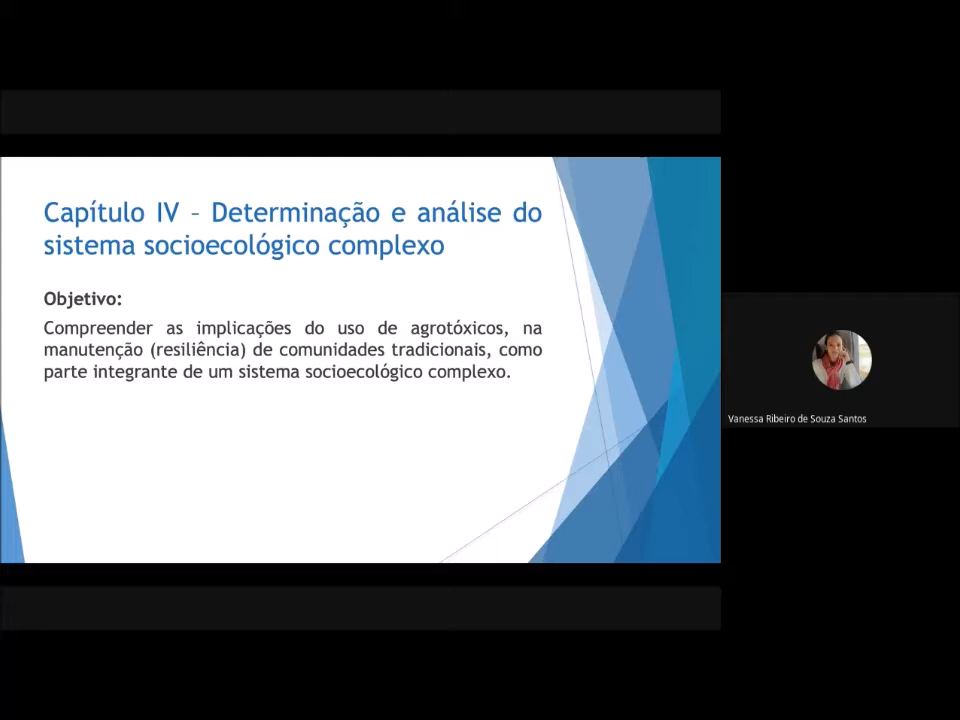 Capítulo IV – Determinação e análise do
sistema socioecológico complexo
Objetivo:
Compreender as implicações do uso de agrotóxicos, na
manutenção (resiliência) de comunidades tradicionais, como
parte integrante de um sistema socioecológico complexo.
Vanessa Ribeiro de Souza Santos